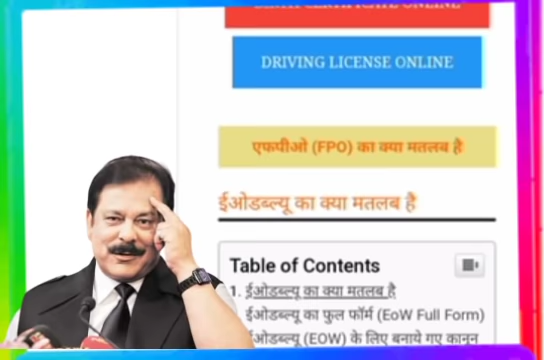 DRIVING LICENSE ONLINE
एफपीओ (FPO) का क्या मतलब है
ईओडब्ल्यू का क्या मतलब है
Table of Contents
1. ईओडब्ल्यू का क्या मतलब है
ईओडब्ल्यू का फुल फॉर्म (EoW Full Form)
ईओडब्ल्यू (EOW) के लिए बनाये गए कानून